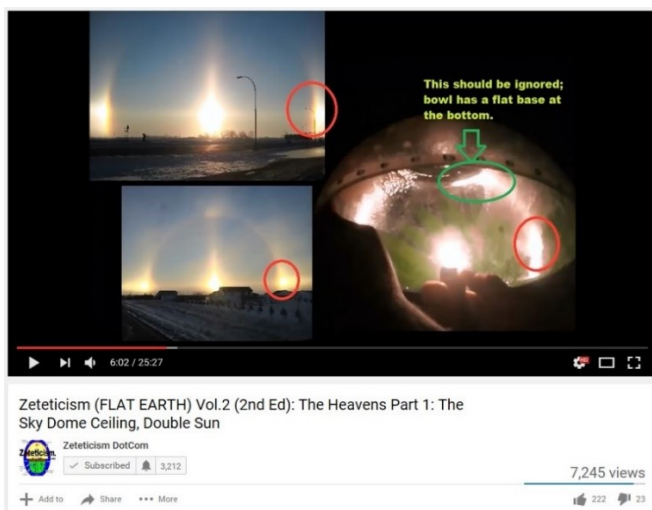 This should be ignored;
bowl has a flat base at
the bottom.
6:02 / 25:27
HD
Zeteticism (FLAT EARTH) Vol.2 (2nd Ed): The Heavens Part 1: The
Sky Dome Ceiling, Double Sun
Zeteticism.
Zeteticism DotCom
Subscribed 3,212
7,245 views
Add to Share More
222 23